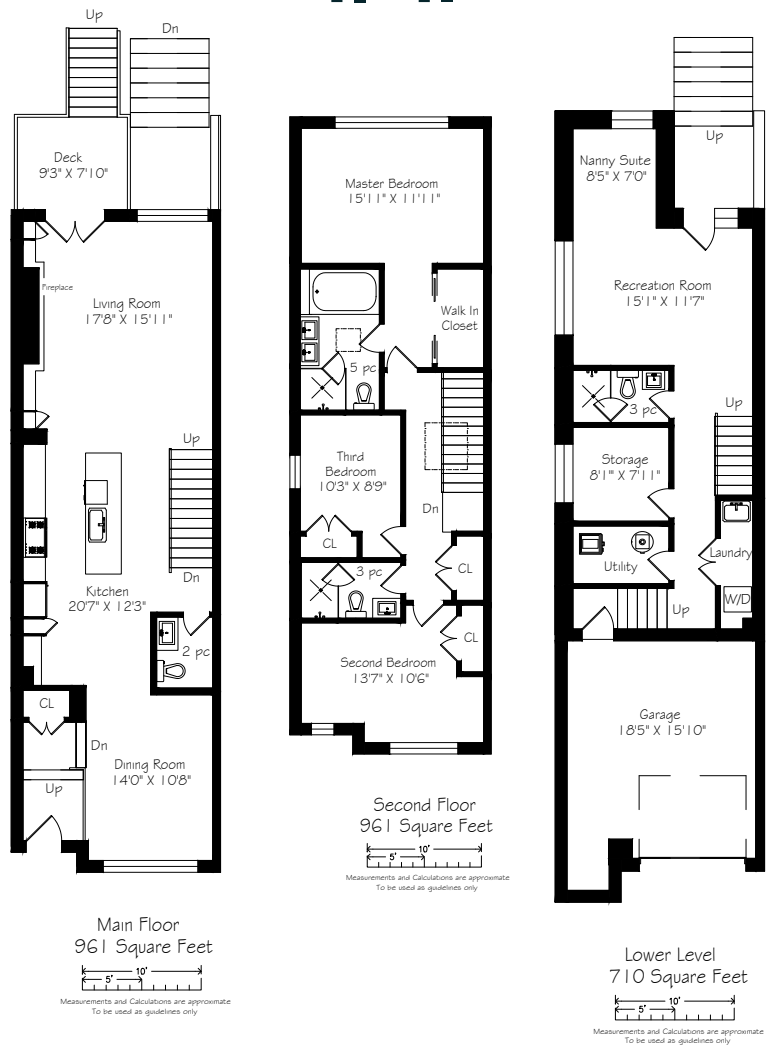 Up
Dn
Deck
9'3" X 7'10"
Fireplace
Living Room
17'8" X 15'11"
Up
Dn
Kitchen
20'7" X 12'3"
2 pc
CL
Dn
Dining Room
14'0" X 10'8"
Up
Main Floor
961 Square Feet
10'
5'
Measurements and Calculations are approximate
To be used as guidelines only
Master Bedroom
15'11" X 11'11"
Walk In
Closet
5 pc
Third
Bedroom
10'3" X 8'9"
Dn
CL
CL
3 pc
CL
Second Bedroom
13'7" X 10'6"
Second Floor
961 Square Feet
10'
5'
Measurements and Calculations are approximate
To be used as guidelines only
Up
Nanny Suite
8'5" X 7'0"
Recreation Room
15'1" X 11'7"
3 pc
Up
Storage
8'1" X 7'11"
Utility
Laundry
W/D
Up
Garage
18'5" X 15'10"
Lower Level
710 Square Feet
10'
5'
Measurements and Calculations are approximate
To be used as guidelines only